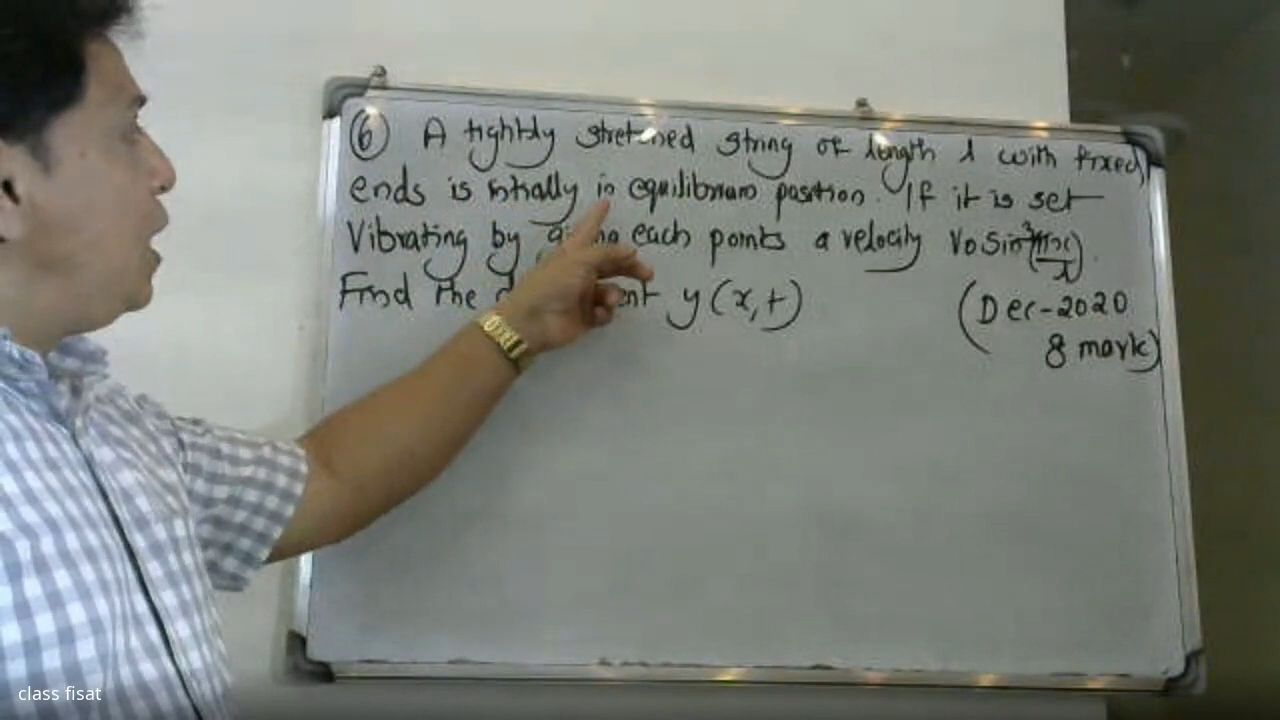 ⑥ A tightly stretched string of length l with fixed
ends is initially in equilibrium position. If it is set
Vibrating by each points a velocity V0 sin³(πx/l).
Find the y(x,t)
(Dec-2020
8 mark)
class fisat